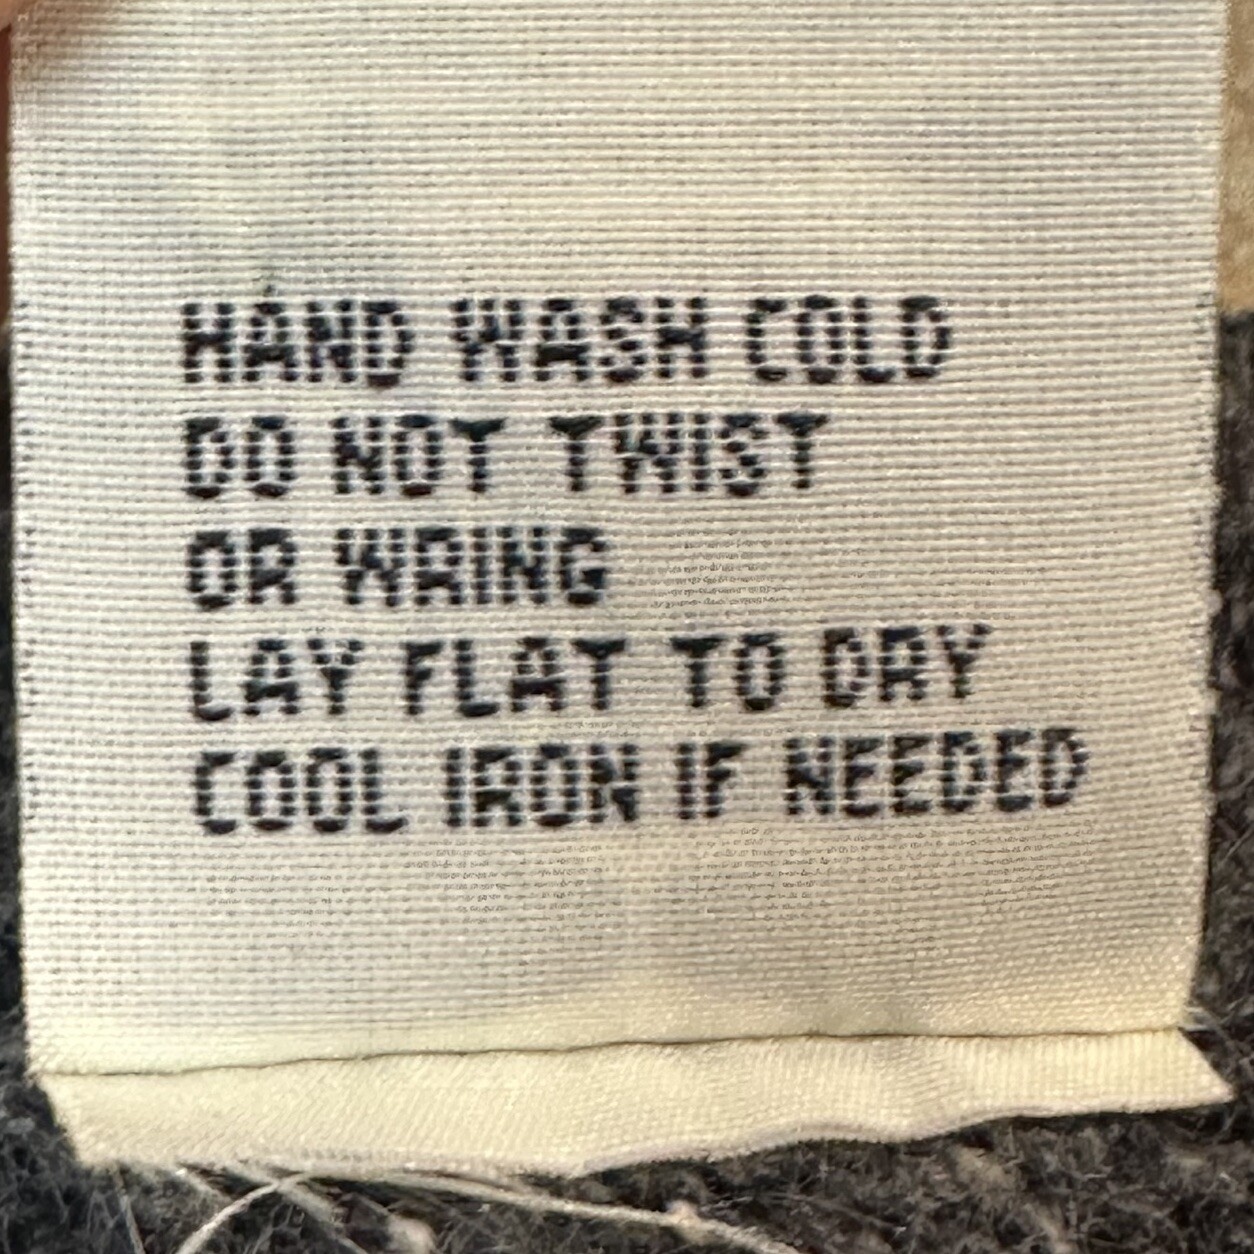 HAND WASH COLD
DO NOT TWIST
OR WRING
LAY FLAT TO DRY
COOL IRON IF NEEDED